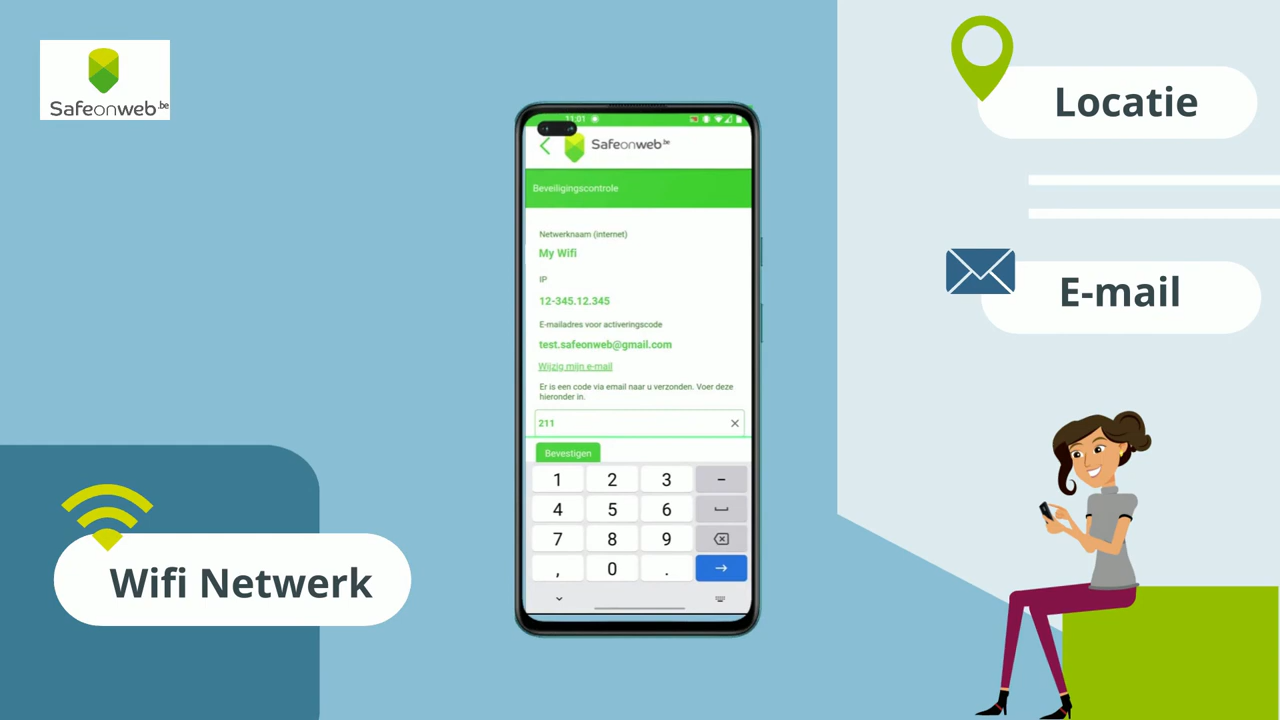 Safeonweb.be
Locatie
E-mail
Wifi Netwerk
11:01
Safeonweb.be
Beveiligingscontrole
Netwerknaam (internet)
My Wifi
IP
12-345.12.345
E-mailadres voor activeringscode
test.safeonweb@gmail.com
Wijzig mijn e-mail
Er is een code via email naar u verzonden. Voer deze
hieronder in.
211
Bevestigen
1 2 3 -
4 5 6
7 8 9
, 0 .